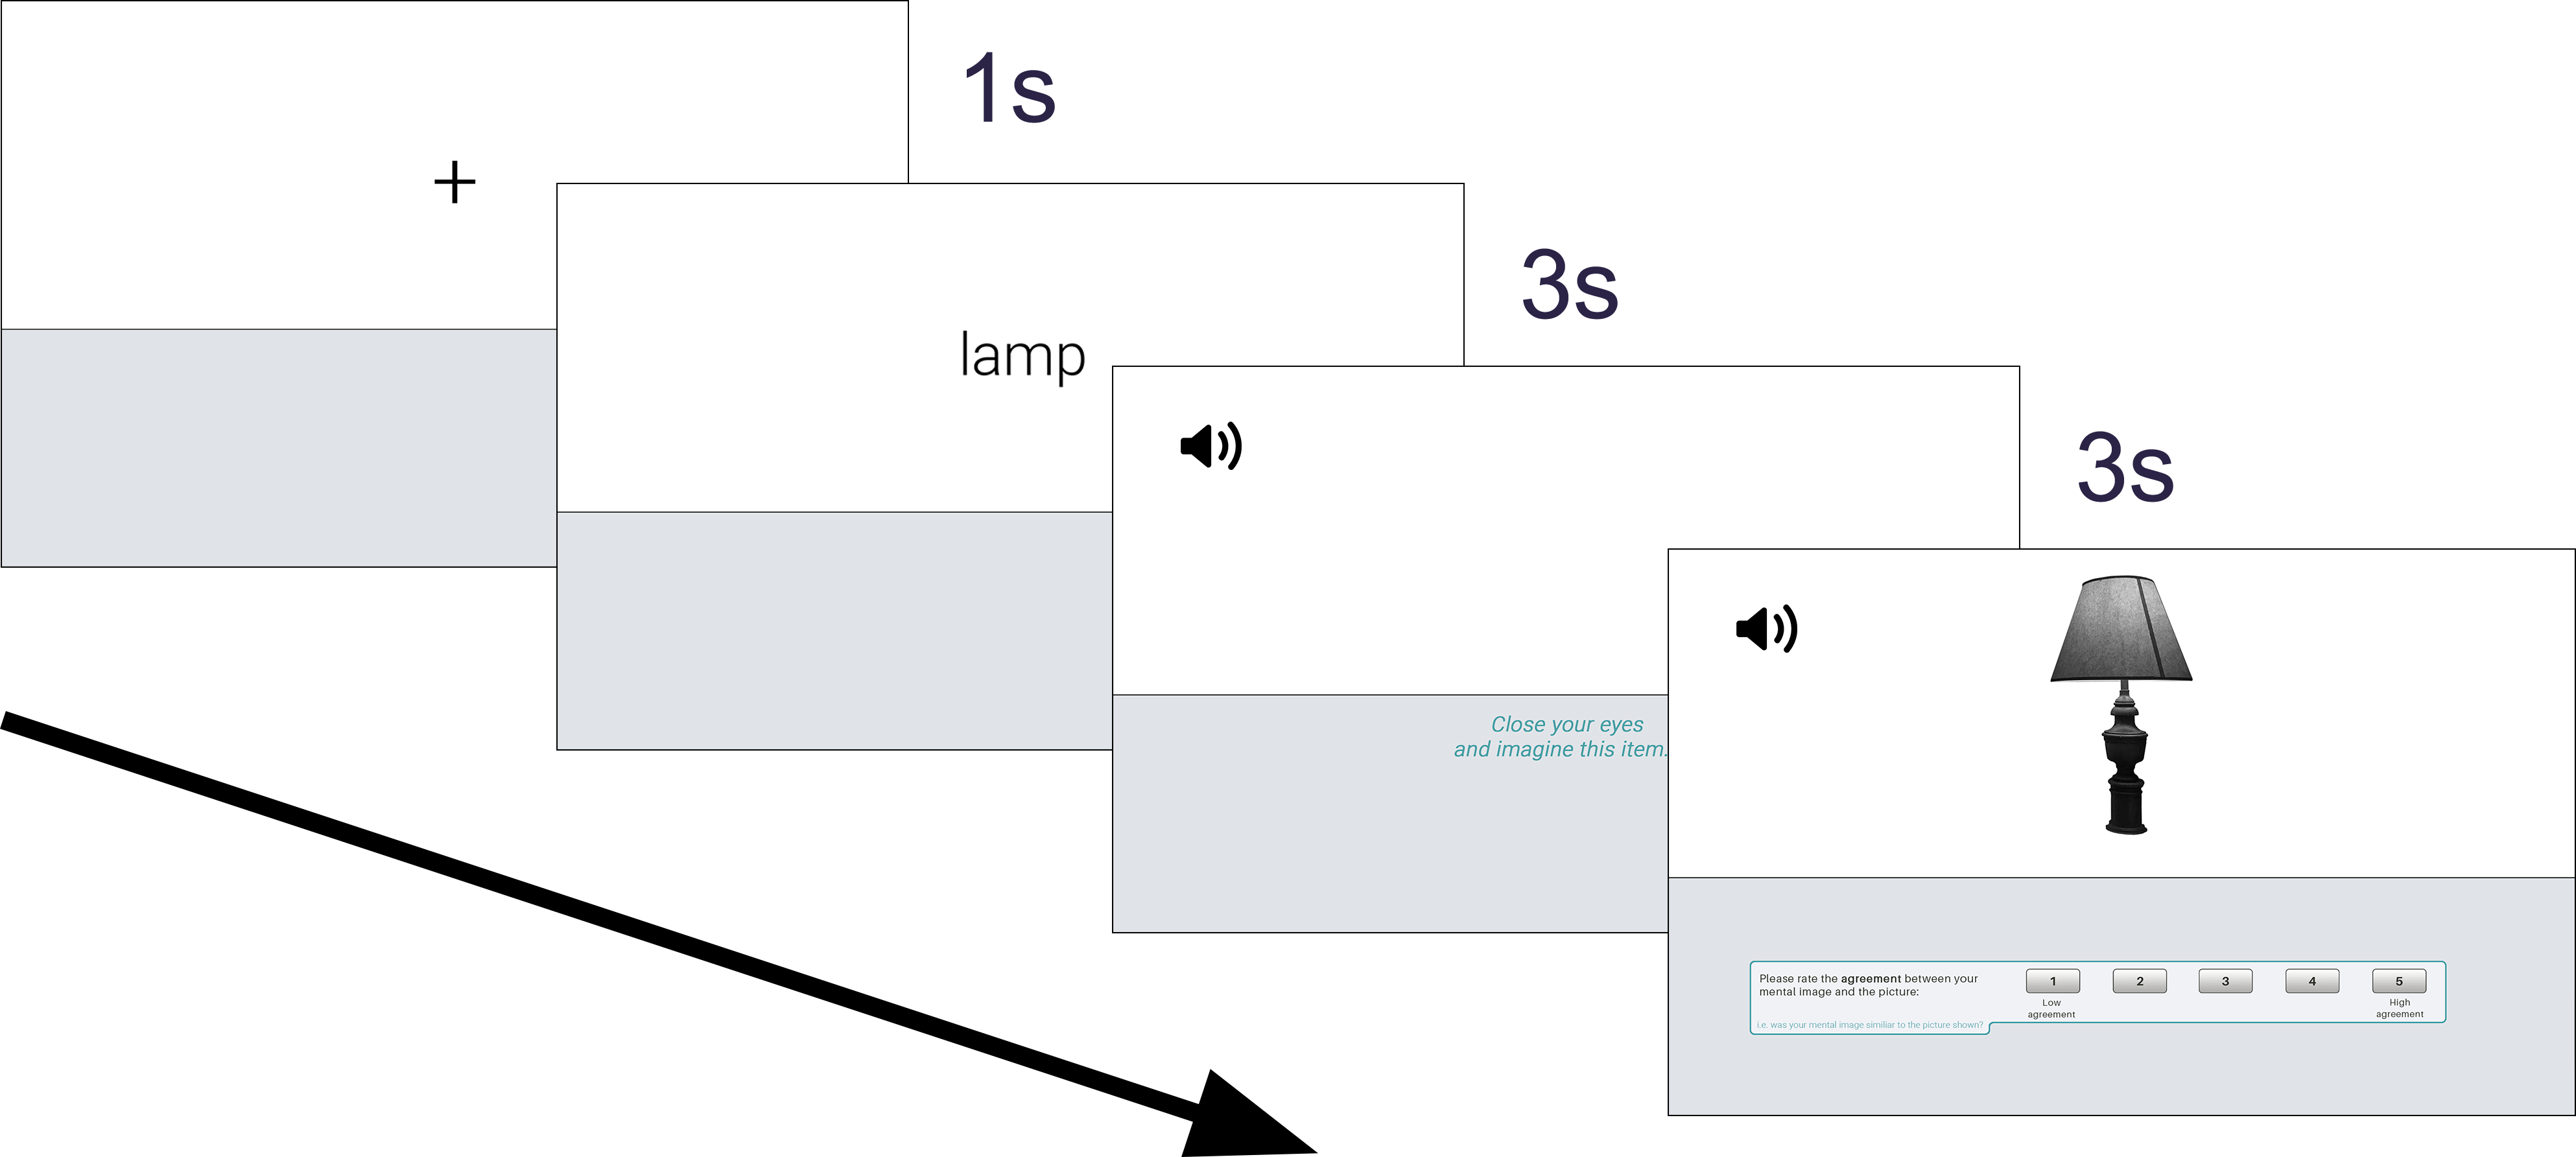 1s
+
3s
lamp
3s
Close your eyes
and imagine this item.
Please rate the agreement between your
mental image and the picture:
i.e. was your mental image similiar to the picture shown?
1 2 3 4 5
Low
agreement
High
agreement